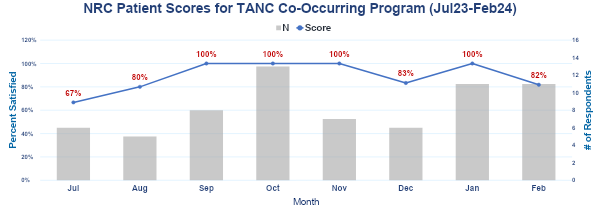 NRC Patient Scores for TANC Co-Occurring Program (Jul23-Feb24)
N Score
120% 16
100% 14
80% 12
60% 10
40% 8
20% 6
0% 4
2
0
67% 80% 100% 100% 100% 83% 100% 82%
Percent Satisfied
# of Respondents
Jul Aug Sep Oct Nov Dec Jan Feb
Month